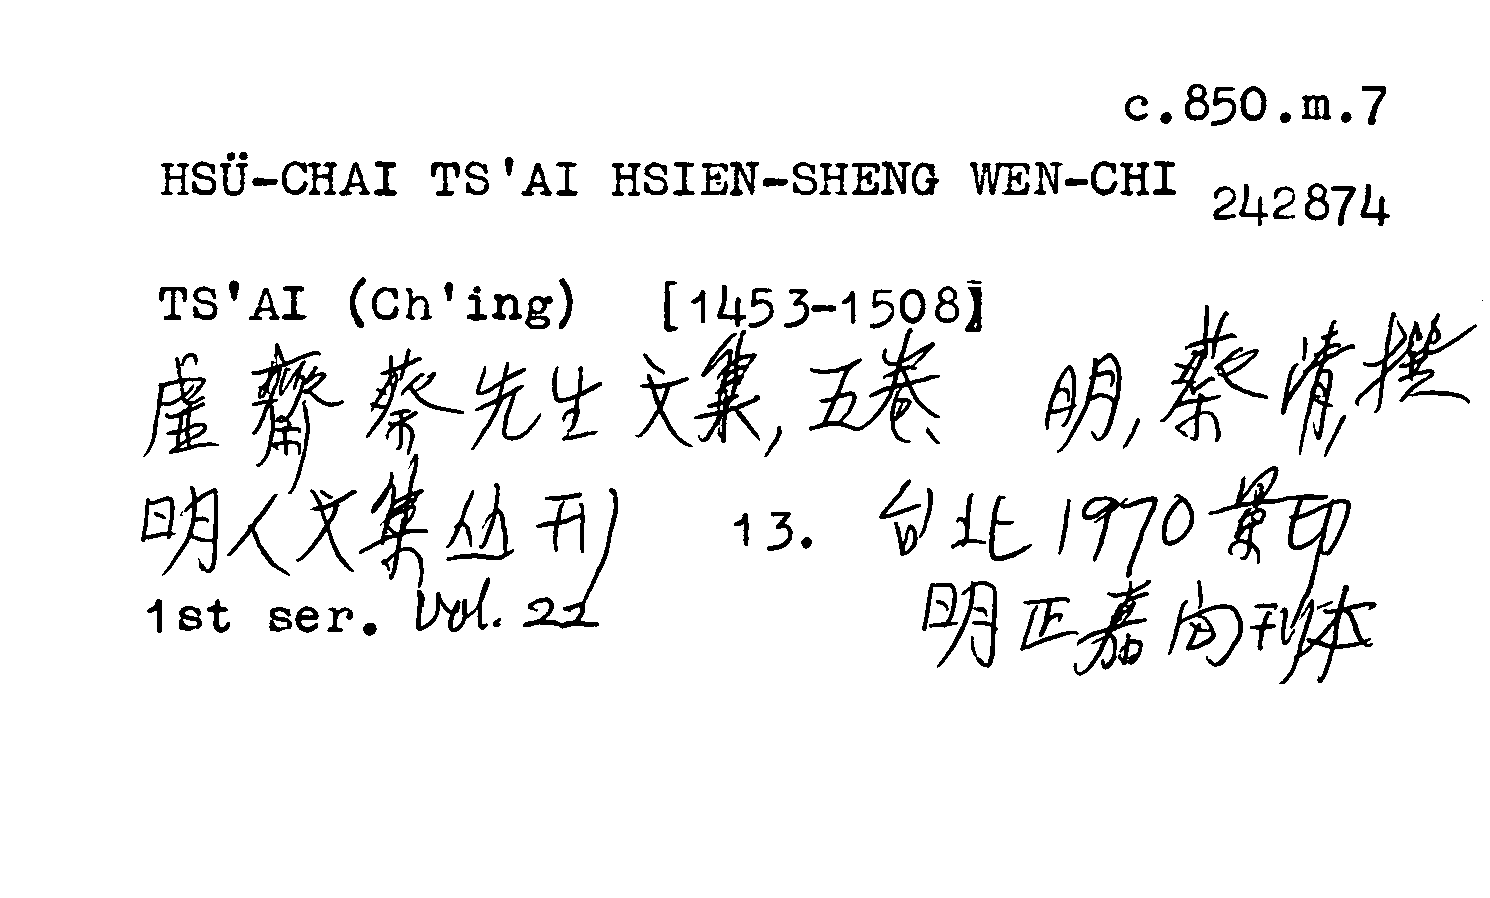 c.850.m.7
HSÜ-CHAI TS'AI HSIEN-SHENG WEN-CHI
242874
TS'AI (Ch'ing) [1453-1508]
虛齋蔡先生文集, 五卷、 明, 蔡清, 撰
明人文集丛刊 13. 台北 1970 景印
1st ser. Vol. 22
明正嘉间刊本